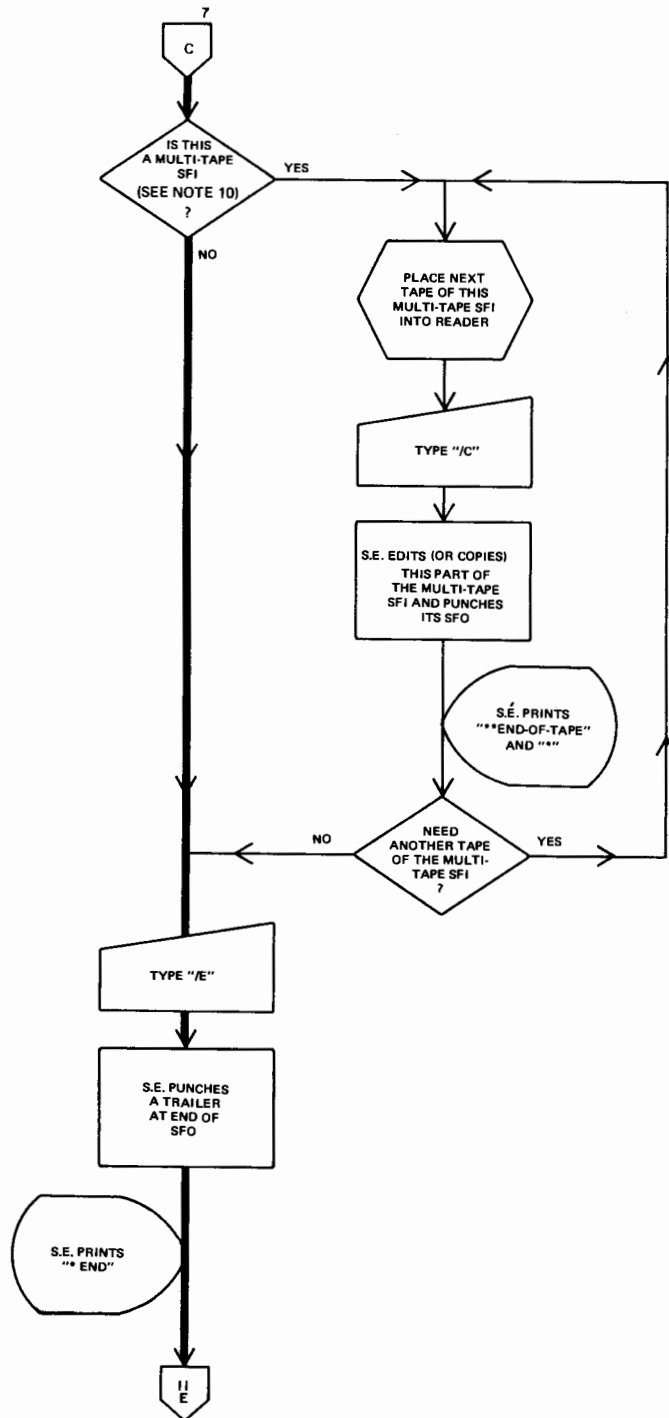 7
C
IS THIS
A MULTI-TAPE
SFI
(SEE NOTE 10)
?
YES
NO
PLACE NEXT
TAPE OF THIS
MULTI-TAPE SFI
INTO READER
TYPE "/C"
S.E. EDITS (OR COPIES)
THIS PART OF
THE MULTI-TAPE
SFI AND PUNCHES
ITS SFO
S.E. PRINTS
"**END-OF-TAPE"
AND "*"
NEED
ANOTHER TAPE
OF THE MULTI-
TAPE SFI
?
NO
YES
TYPE "/E"
S.E. PUNCHES
A TRAILER
AT END OF
SFO
S.E. PRINTS
"* END"
11
E